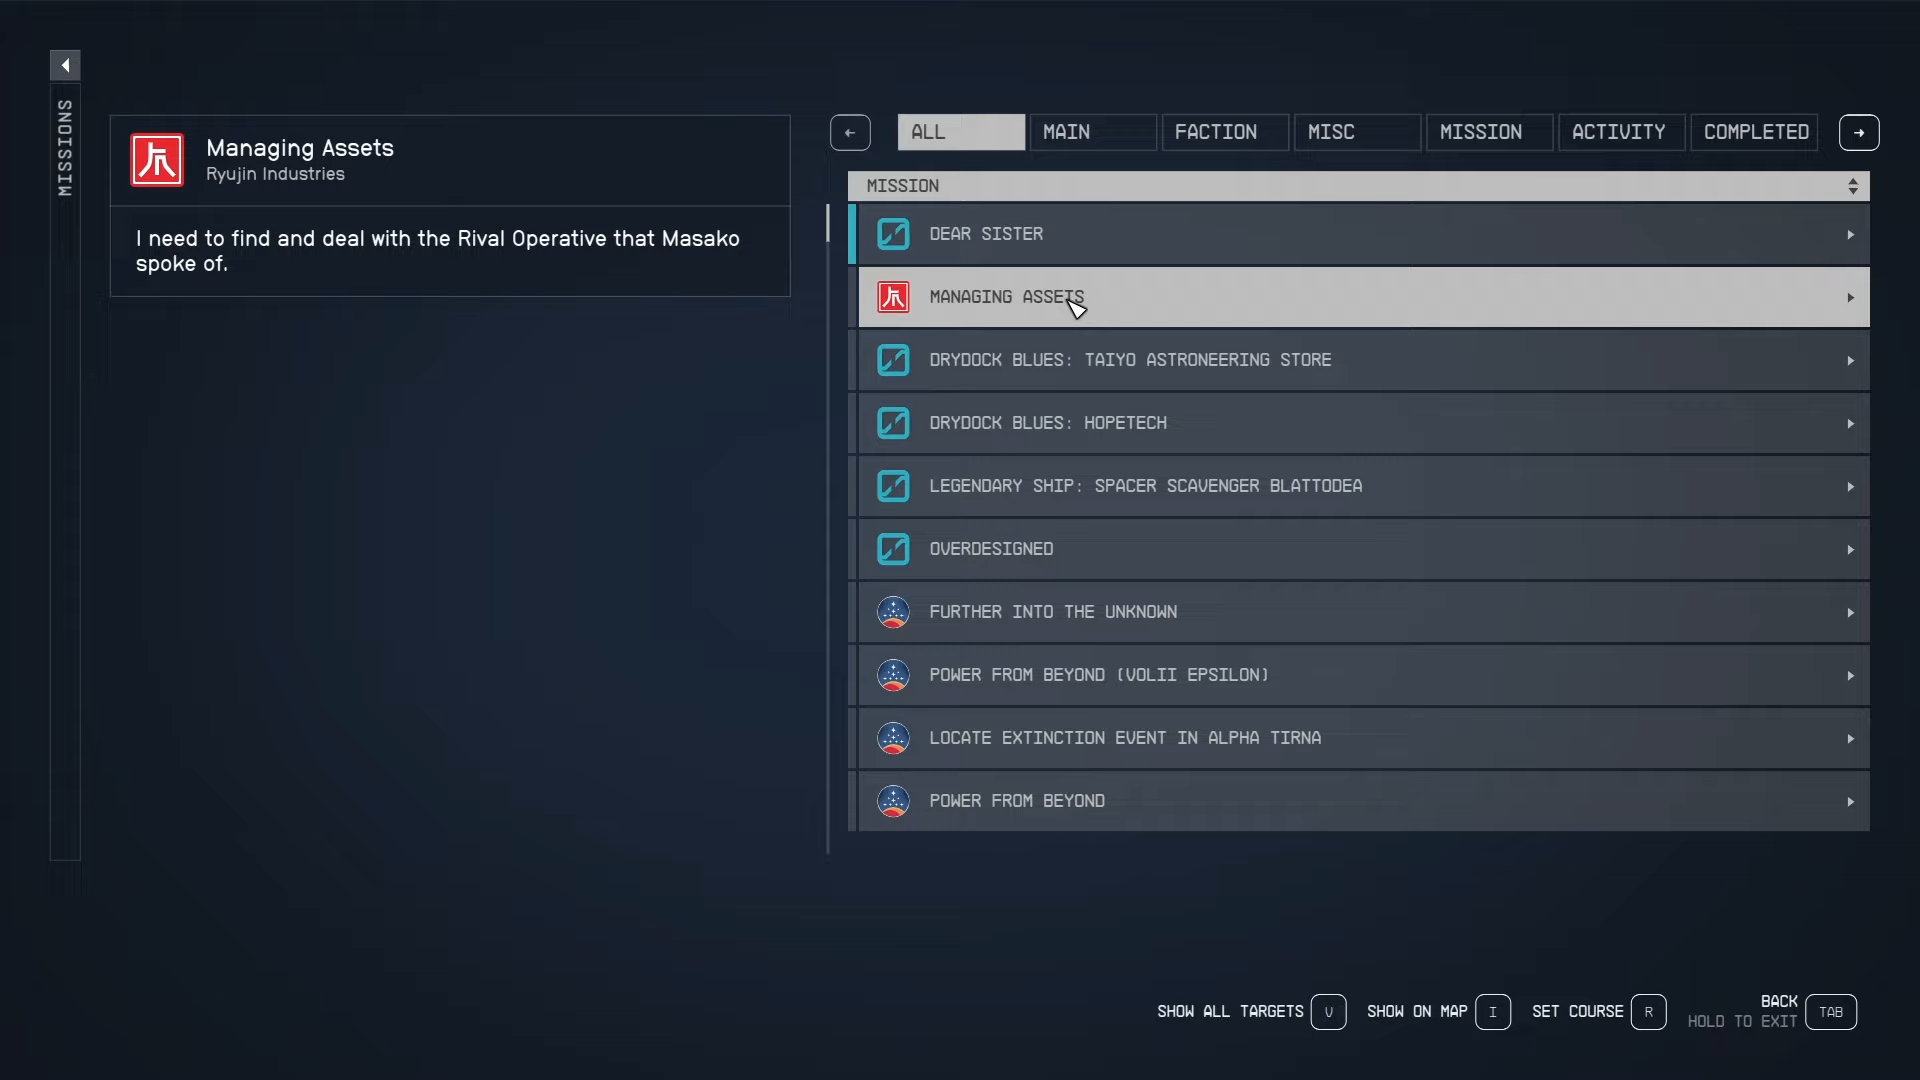 MISSIONS
Managing Assets
Ryujin Industries
I need to find and deal with the Rival Operative that Masako
spoke of.
ALL MAIN FACTION MISC MISSION ACTIVITY COMPLETED
MISSION
DEAR SISTER
MANAGING ASSETS
DRYDOCK BLUES: TAIYO ASTRONEERING STORE
DRYDOCK BLUES: HOPETECH
LEGENDARY SHIP: SPACER SCAVENGER BLATTODEA
OVERDESIGNED
FURTHER INTO THE UNKNOWN
POWER FROM BEYOND (VOLII EPSILON)
LOCATE EXTINCTION EVENT IN ALPHA TIRNA
POWER FROM BEYOND
SHOW ALL TARGETS V SHOW ON MAP I SET COURSE R BACK TAB
HOLD TO EXIT